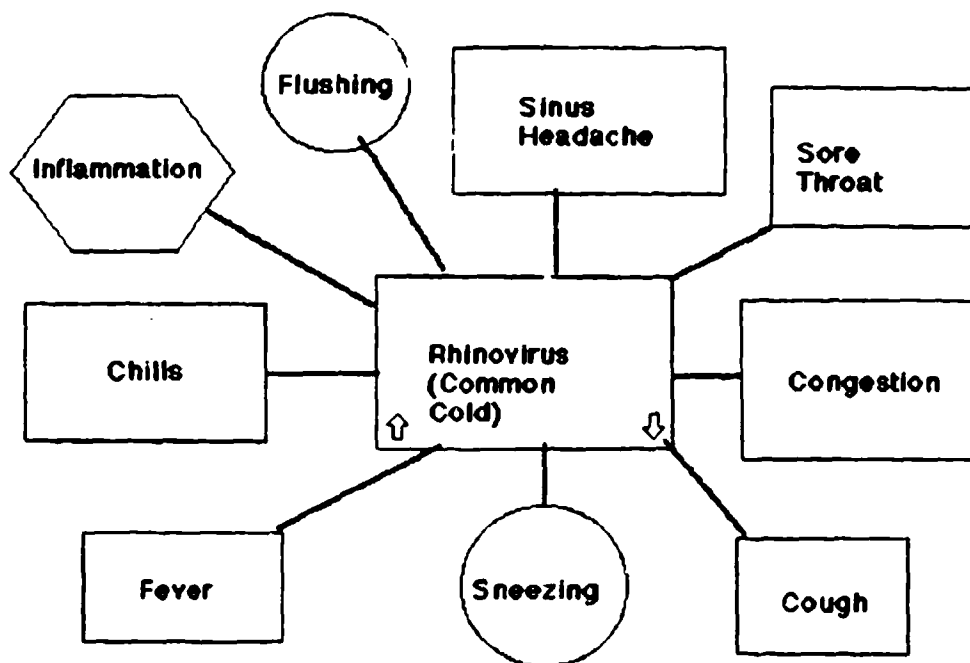 Flushing
Sinus
Headache
Inflammation
Sore
Throat
Chills
Rhinovirus
(Common
Cold)
Congestion
Fever
Sneezing
Cough